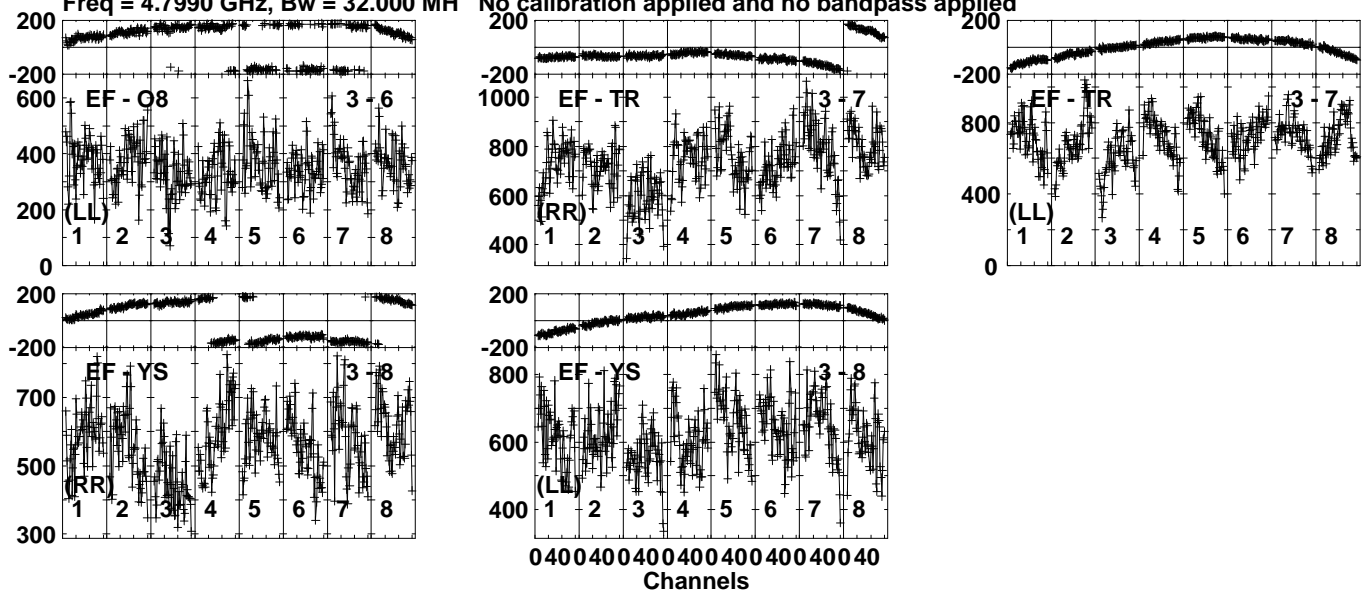 Freq = 4.7990 GHz, Bw = 32.000 MH No calibration applied and no bandpass applied
200
-200
600
400
200
0
EF - O8 3 - 6
(LL)
1 2 3 4 5 6 7 8
1000
800
600
400
EF - TR 3 - 7
(RR)
1 2 3 4 5 6 7 8
200
-200
200
-200
800
400
0
EF - TR 3 - 7
(LL)
1 2 3 4 5 6 7 8
200
-200
700
500
300
EF - YS 3 - 8
(RR)
1 2 3 4 5 6 7 8
200
-200
800
600
400
EF - YS 3 - 8
(LL)
1 2 3 4 5 6 7 8
0 40 0 40 0 40 0 40 0 40 0 40 0 40 0 40
Channels